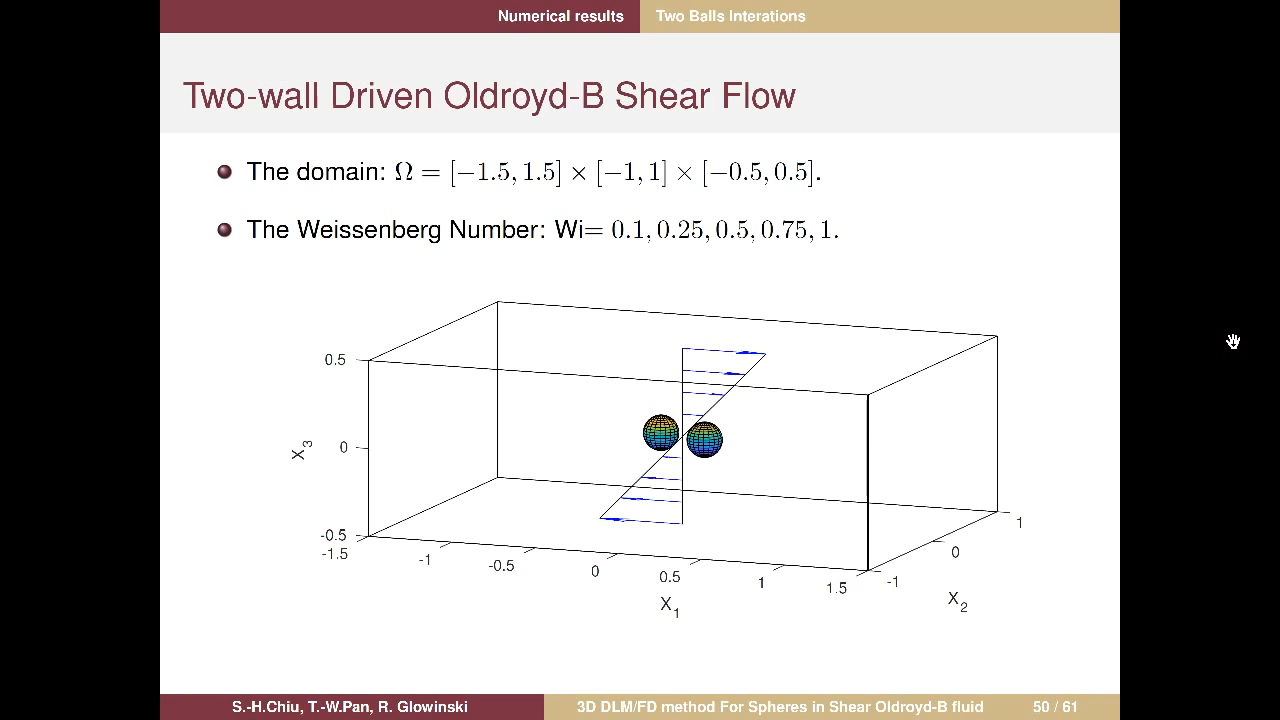 Numerical results Two Balls Interations
Two-wall Driven Oldroyd-B Shear Flow
The domain: Ω = [−1.5, 1.5] × [−1, 1] × [−0.5, 0.5].
The Weissenberg Number: Wi= 0.1, 0.25, 0.5, 0.75, 1.
0.5
0
-0.5
X3
-1.5
-1
-0.5
0
0.5
1
1.5
X1
-1
0
1
X2
S.-H.Chiu, T.-W.Pan, R. Glowinski 3D DLM/FD method For Spheres in Shear Oldroyd-B fluid 50 / 61